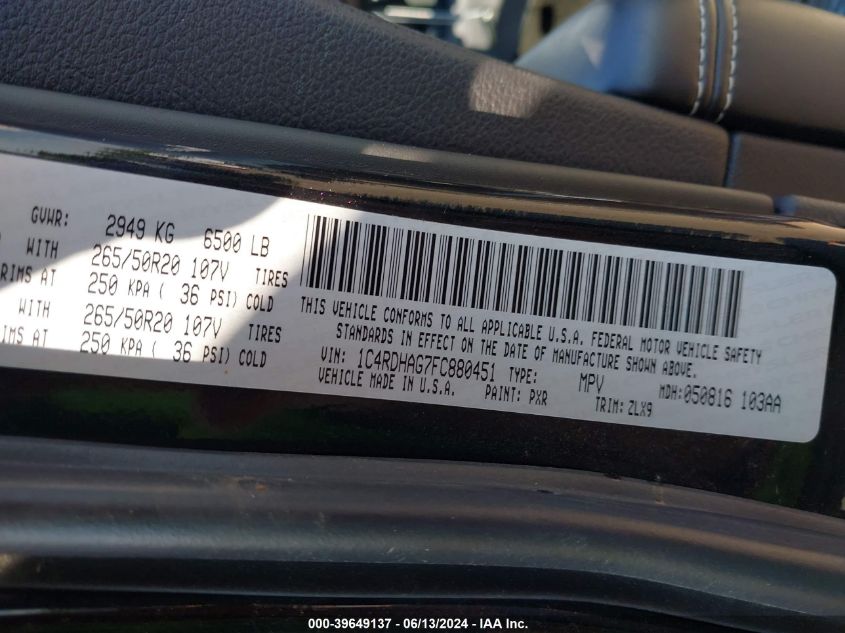 GVWR: 2949 KG 6500 LB
WITH 265/50R20 107V TIRES
RIMS AT 250 KPA ( 36 PSI) COLD
WITH 265/50R20 107V TIRES
RIMS AT 250 KPA ( 36 PSI) COLD
THIS VEHICLE CONFORMS TO ALL APPLICABLE U.S.A. FEDERAL MOTOR VEHICLE SAFETY
STANDARDS IN EFFECT ON THE DATE OF MANUFACTURE SHOWN ABOVE.
VIN: 1C4RDHAG7FC880451 TYPE: MPV MDH:050816 103AA
VEHICLE MADE IN U.S.A. PAINT: PXR TRIM: ZLX9
000-39649137 - 06/13/2024 - IAA Inc.